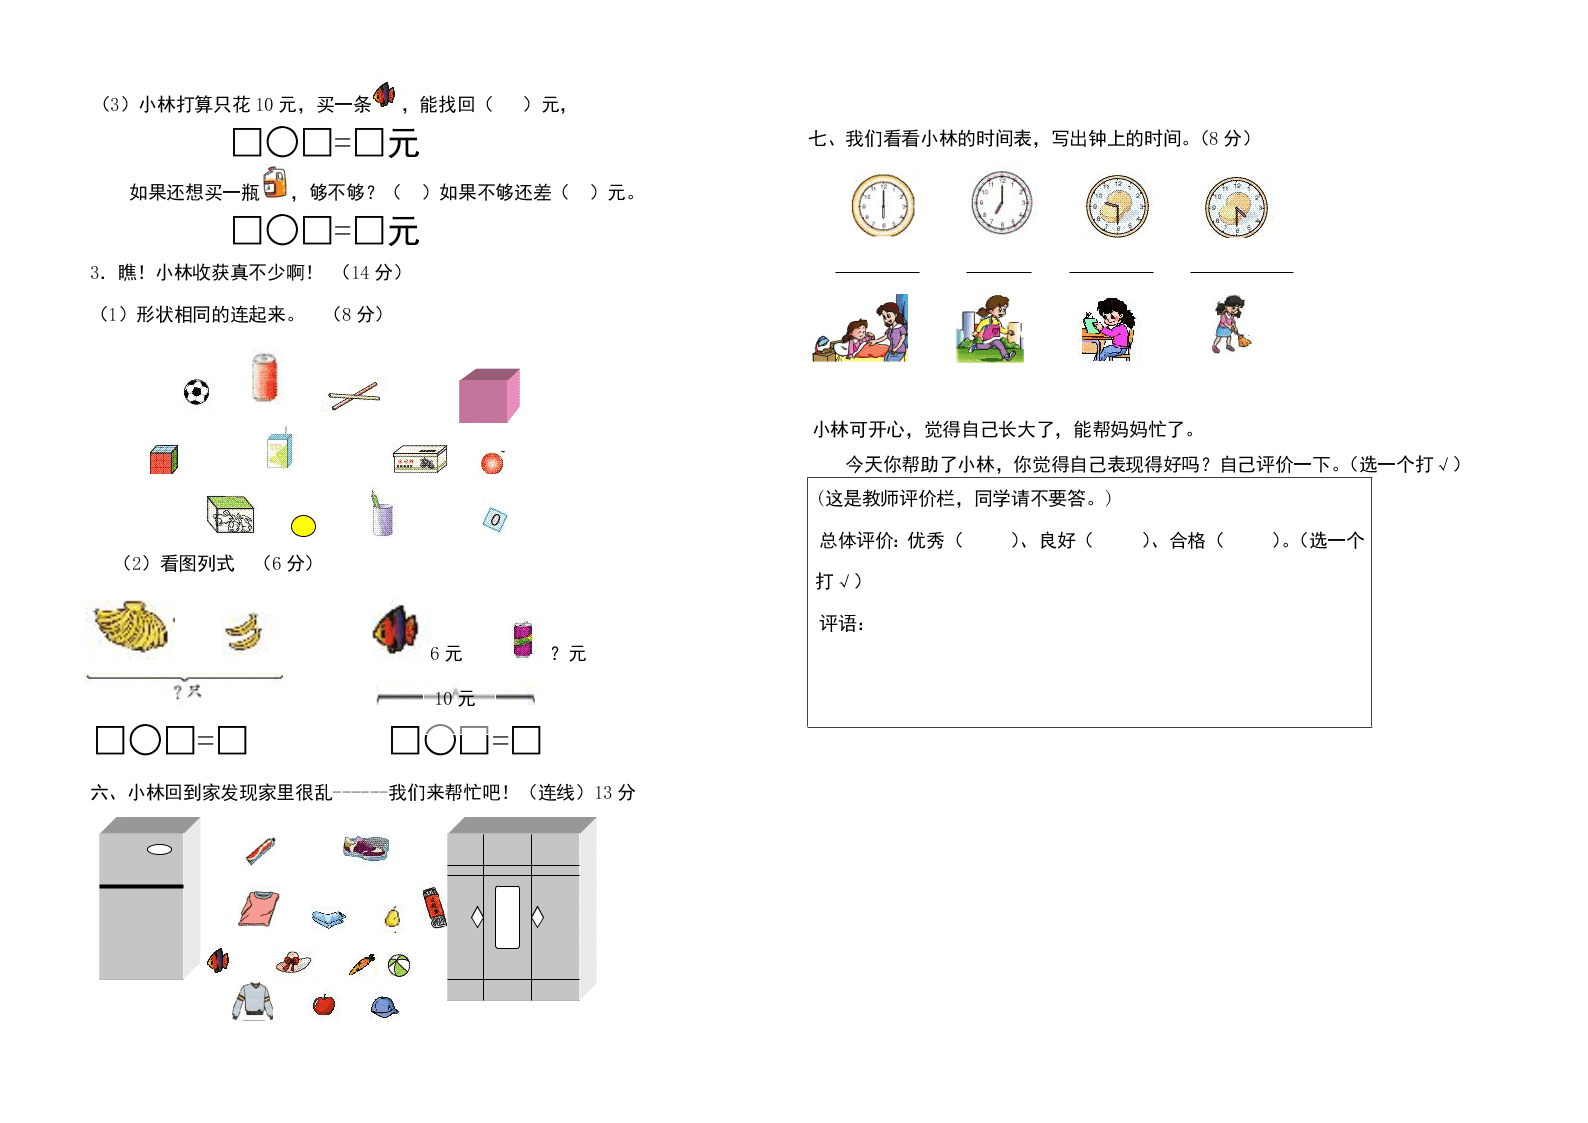 （3）小林打算只花 10 元，买一条，能找回（ ）元，
□○□=□元
如果还想买一瓶，够不够？（ ）如果不够还差（ ）元。
□○□=□元
3．瞧！小林收获真不少啊！ （14 分）
（1）形状相同的连起来。 （8 分）
（2）看图列式 （6 分）
6 元 ？元
？只
10 元
□○□=□ □○□=□
六、小林回到家发现家里很乱------我们来帮忙吧！（连线）13 分
七、我们看看小林的时间表，写出钟上的时间。（8 分）
小林可开心，觉得自己长大了，能帮妈妈忙了。
今天你帮助了小林，你觉得自己表现得好吗？自己评价一下。（选一个打√）
（这是教师评价栏，同学请不要答。）
总体评价: 优秀（ ）、良好（ ）、合格（ ）。（选一个
打√）
评语：